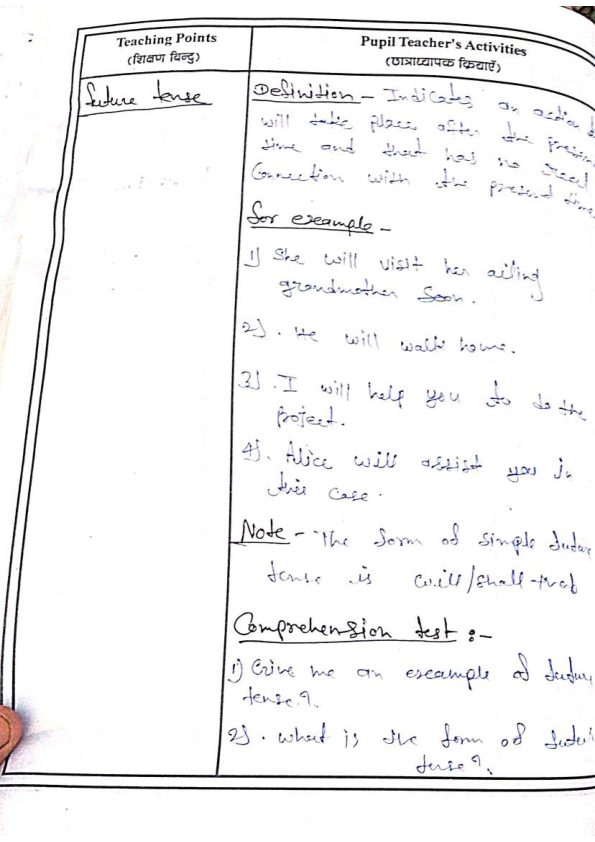 Teaching Points
(शिक्षण बिन्दु)
Pupil Teacher's Activities
(छात्राध्यापक क्रियाएँ)
future tense
Definition - Indicates an action
will take place after the present
time and that has no real
Connection with the present time
for example -
1) She will visit her ailing
grandmother soon.
2). He will walk home.
3). I will help you to do the
project.
4). Alice will assist you in
this case.
Note - The form of simple future
tense is will/shall
Comprehension test :-
1) Give me an example of future
tense?
2). What is the form of future
tense?